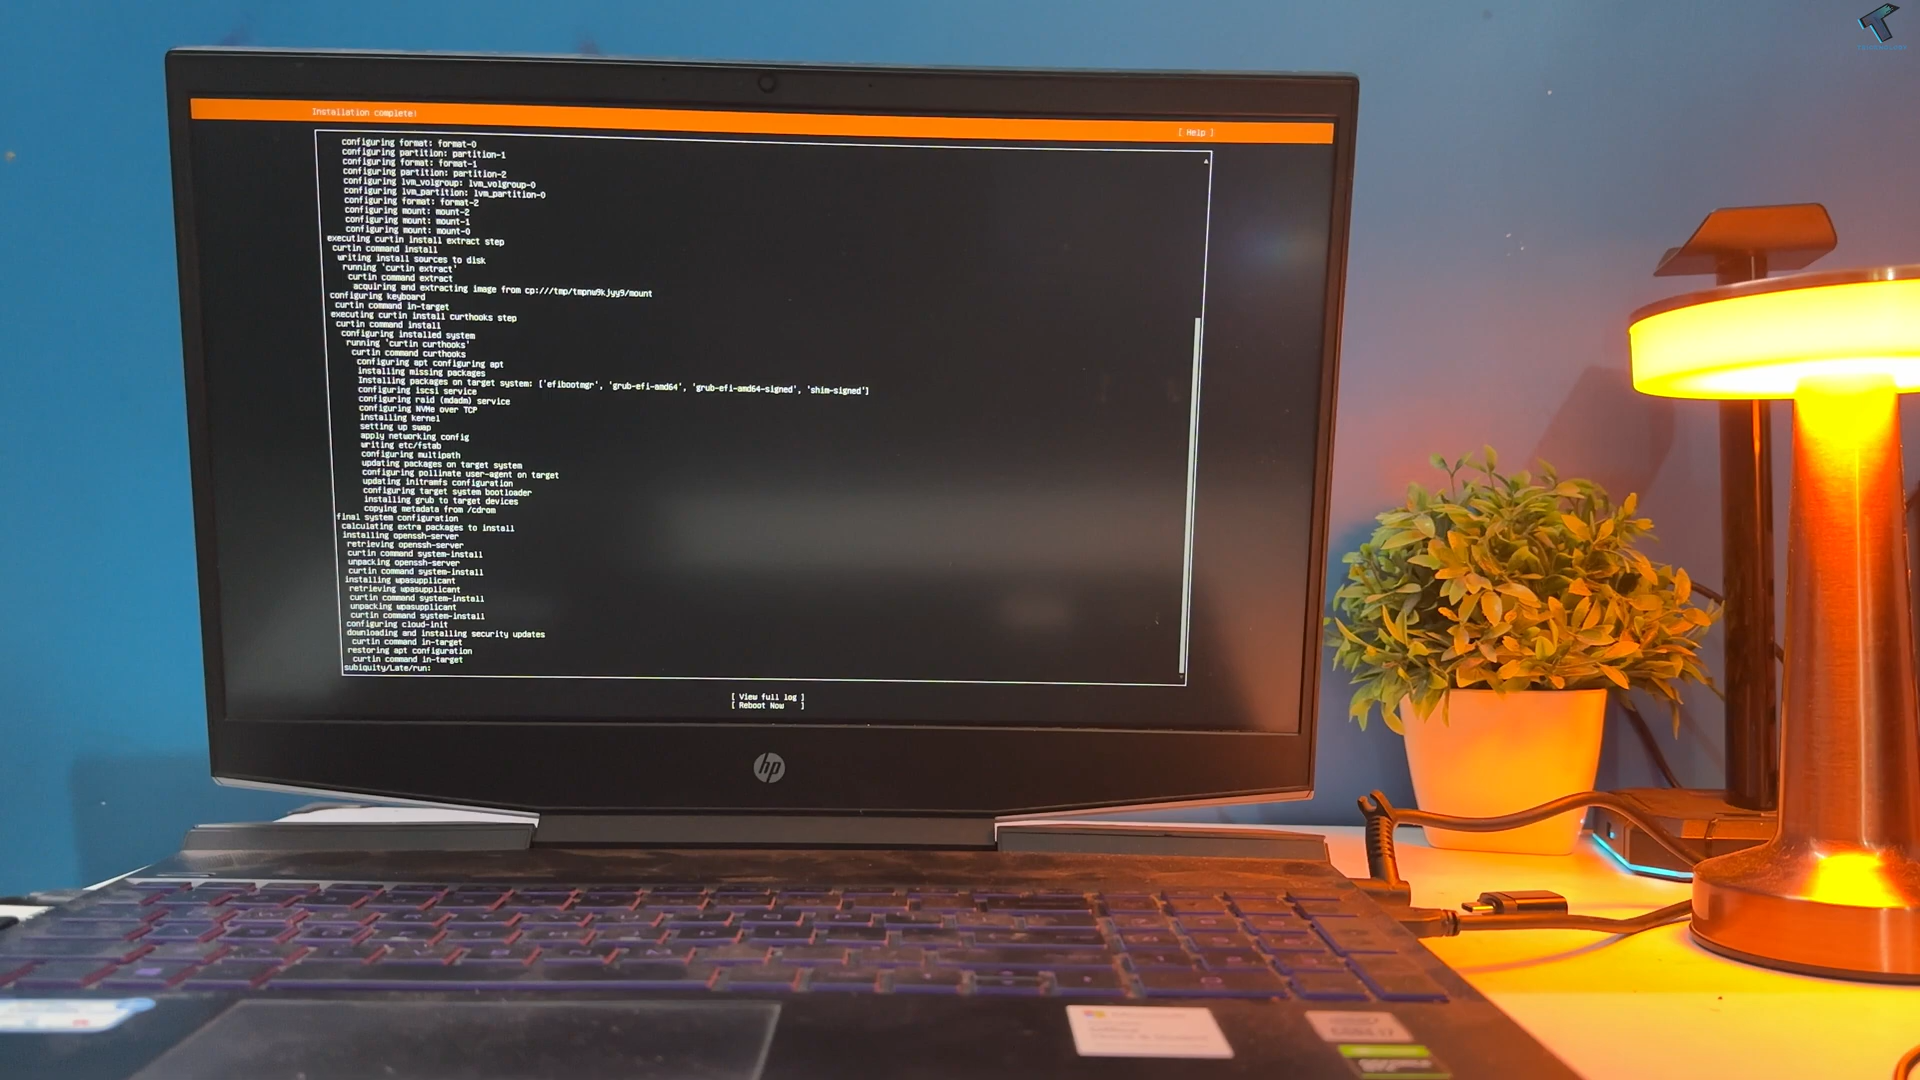 Installation complete!
[ Help ]
configuring format: format-0
configuring partition: partition-1
configuring format: format-1
configuring partition: partition-2
configuring lvm_volgroup: lvm_volgroup-0
configuring lvm_partition: lvm_partition-0
configuring format: format-2
configuring mount: mount-2
configuring mount: mount-1
configuring mount: mount-0
executing curtin install extract step
curtin command install
writing install sources to disk
running 'curtin extract'
curtin command extract
acquiring and extracting image from cp:///tmp/tmpnw9kjyy9/mount
configuring keyboard
curtin command in-target
executing curtin install curthooks step
curtin command install
configuring installed system
running 'curtin curthooks'
curtin command curthooks
configuring apt configuring apt
installing missing packages
Installing packages on target system: ['efibootmgr', 'grub-efi-amd64', 'grub-efi-amd64-signed', 'shim-signed']
configuring iscsi service
configuring raid (mdadm) service
configuring NVMe over TCP
installing kernel
setting up swap
apply networking config
writing etc/fstab
configuring multipath
updating packages on target system
configuring pollinate user-agent on target
updating initramfs configuration
configuring target system bootloader
installing grub to target devices
copying metadata from /cdrom
final system configuration
calculating extra packages to install
installing openssh-server
retrieving openssh-server
curtin command system-install
unpacking openssh-server
curtin command system-install
installing wpasupplicant
retrieving wpasupplicant
curtin command system-install
unpacking wpasupplicant
curtin command system-install
configuring cloud-init
downloading and installing security updates
curtin command in-target
restoring apt configuration
curtin command in-target
subiquity/Late/run:
[ View full log ]
[ Reboot Now ]
hp